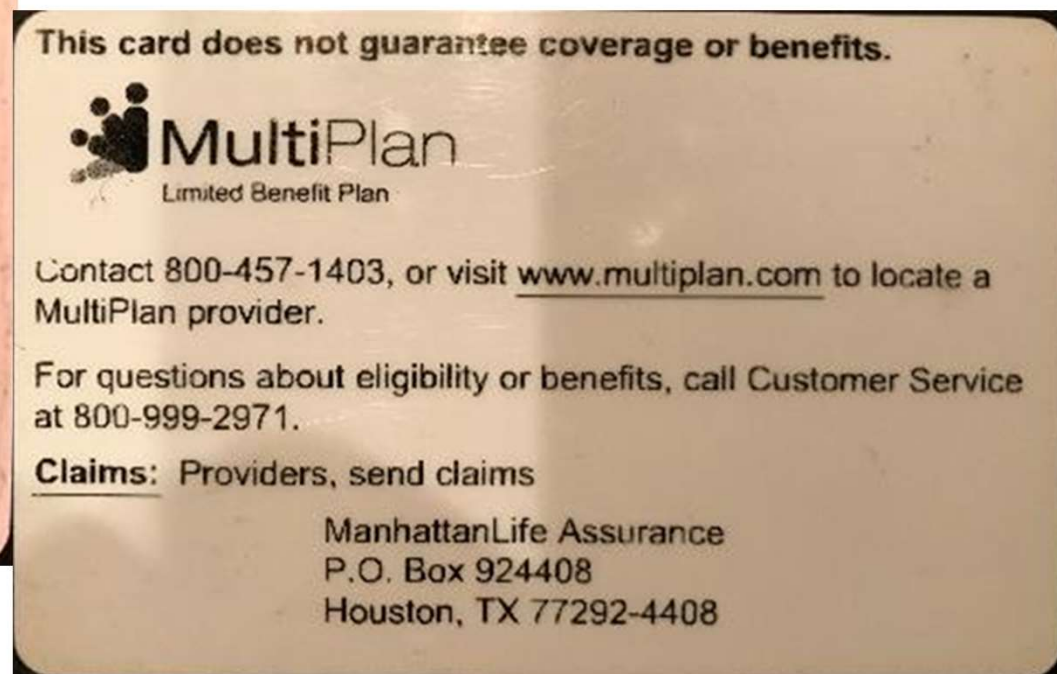 This card does not guarantee coverage or benefits.
MultiPlan
Limited Benefit Plan
Contact 800-457-1403, or visit www.multiplan.com to locate a
MultiPlan provider.
For questions about eligibility or benefits, call Customer Service
at 800-999-2971.
Claims: Providers, send claims
ManhattanLife Assurance
P.O. Box 924408
Houston, TX 77292-4408